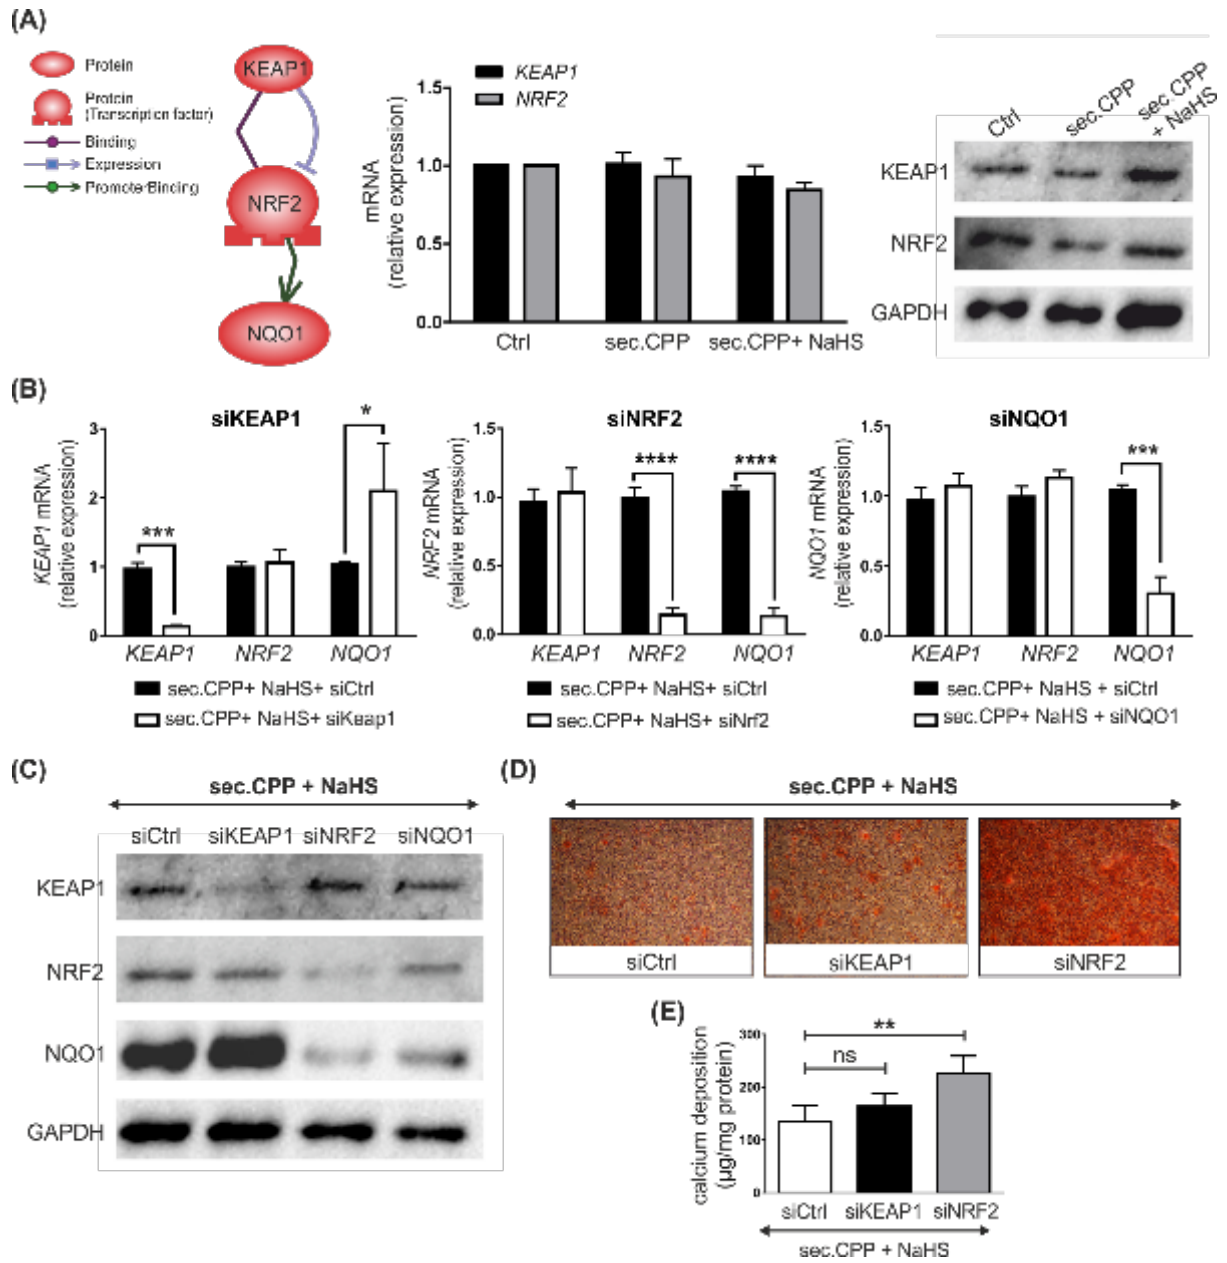 (A)
Protein
Protein
(Transcription factor)
Binding
Expression
PromoterBinding
KEAP1
NRF2
NQO1
mRNA
(relative expression)
1.5
1.0
0.5
0.0
KEAP1
NRF2
Ctrl
sec.CPP
sec.CPP+ NaHS
Ctrl
sec.CPP
sec.CPP
+ NaHS
KEAP1
NRF2
GAPDH
(B)
siKEAP1
KEAP1 mRNA
(relative expression)
3
2
1
0
***
*
KEAP1 NRF2 NQO1
sec.CPP+ NaHS+ siCtrl
sec.CPP+ NaHS+ siKeap1
siNRF2
NRF2 mRNA
(relative expression)
1.5
1.0
0.5
0.0
**** ****
KEAP1 NRF2 NQO1
sec.CPP+ NaHS+ siCtrl
sec.CPP+ NaHS+ siNrf2
siNQO1
NQO1 mRNA
(relative expression)
1.5
1.0
0.5
0.0
***
KEAP1 NRF2 NQO1
sec.CPP+ NaHS + siCtrl
sec.CPP+ NaHS + siNQO1
(C)
sec.CPP + NaHS
siCtrl siKEAP1 siNRF2 siNQO1
KEAP1
NRF2
NQO1
GAPDH
(D)
sec.CPP + NaHS
siCtrl siKEAP1 siNRF2
(E)
calcium deposition
(µg/mg protein)
300
200
100
0
**
ns
siCtrl siKEAP1 siNRF2
sec.CPP + NaHS